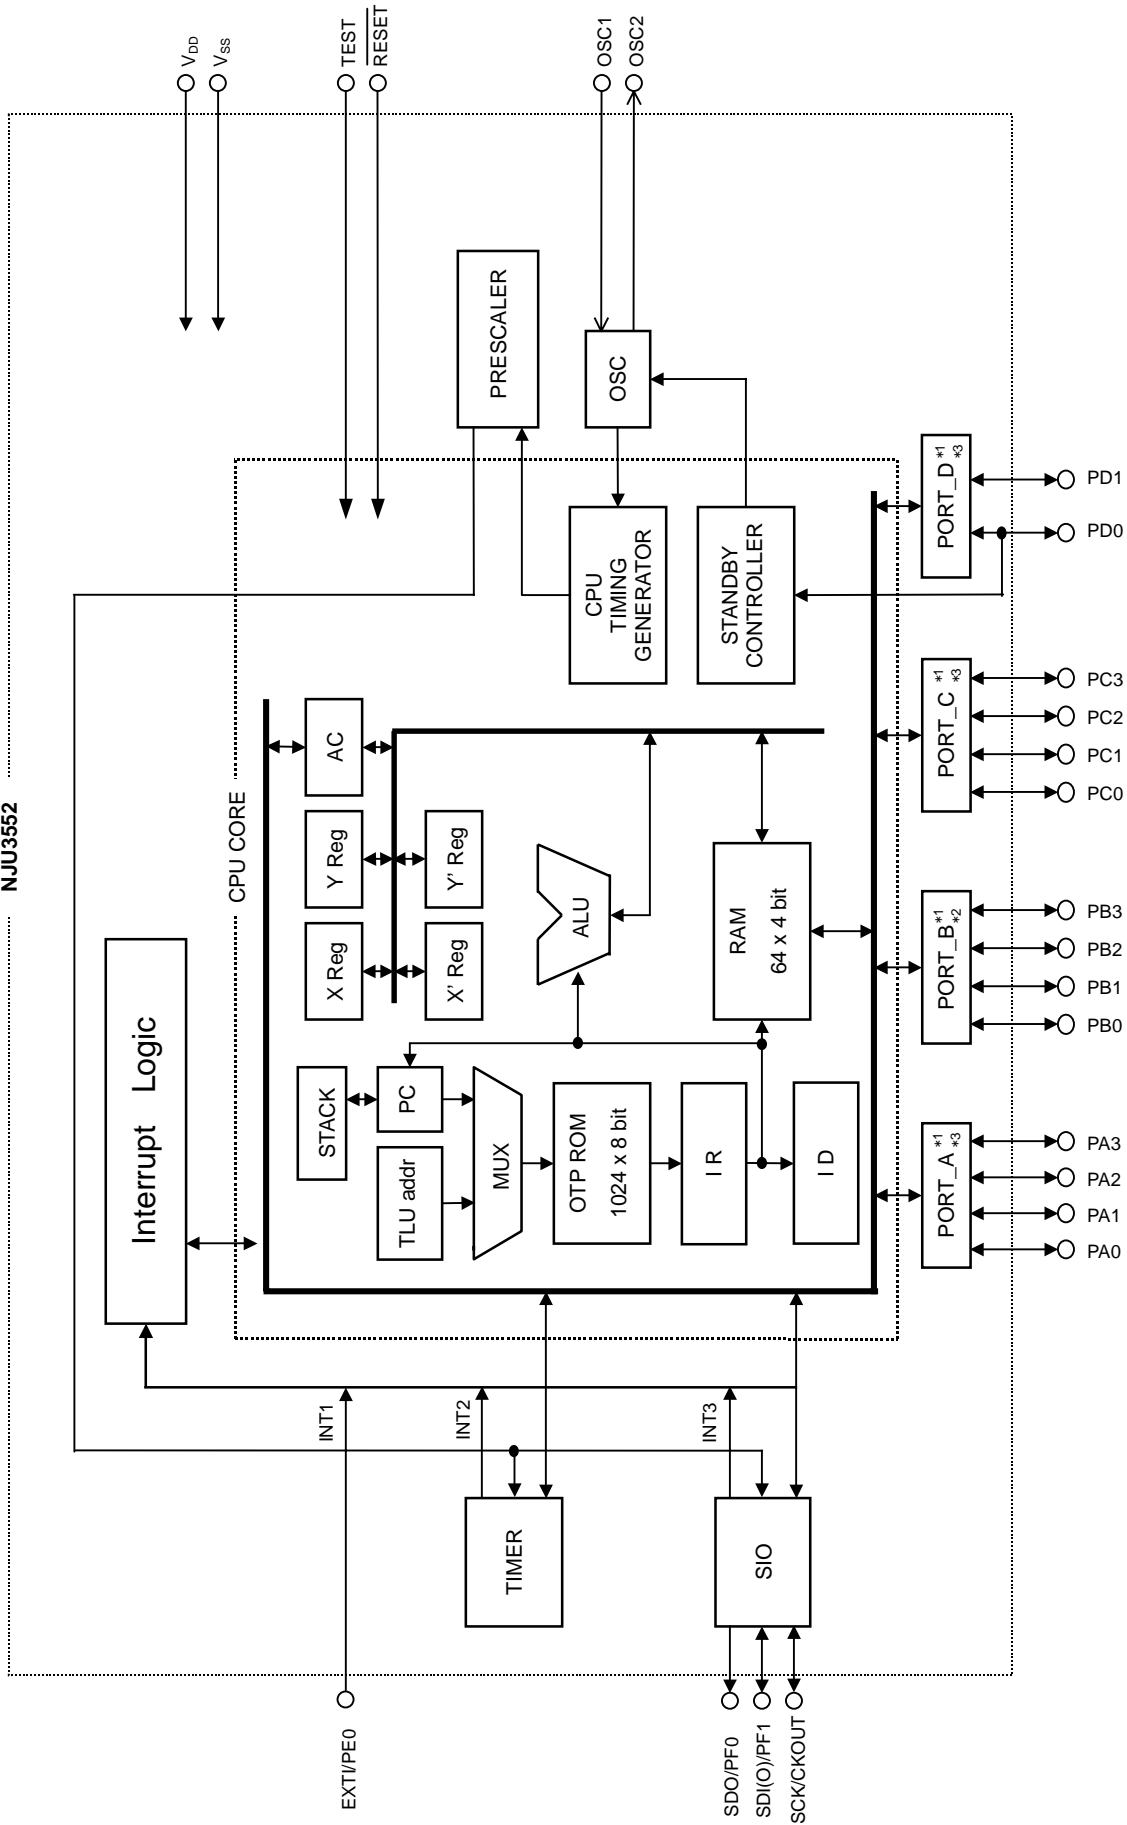 NJU3552
V_DD
V_SS
TEST
RESET
OSC1
OSC2
PRESCALER
OSC
CPU CORE
CPU
TIMING
GENERATOR
STANDBY
CONTROLLER
Interrupt Logic
AC
Y Reg
Y' Reg
X Reg
X' Reg
ALU
RAM
64 x 4 bit
STACK
PC
TLU addr
MUX
OTP ROM
1024 x 8 bit
I R
I D
PORT_D *1 *3
PD1
PD0
PORT_C *1 *3
PC3
PC2
PC1
PC0
PORT_B *1 *2
PB3
PB2
PB1
PB0
PORT_A *1 *3
PA3
PA2
PA1
PA0
INT1
INT2
INT3
TIMER
SIO
EXTI/PE0
SDO/PF0
SDI(O)/PF1
SCK/CKOUT